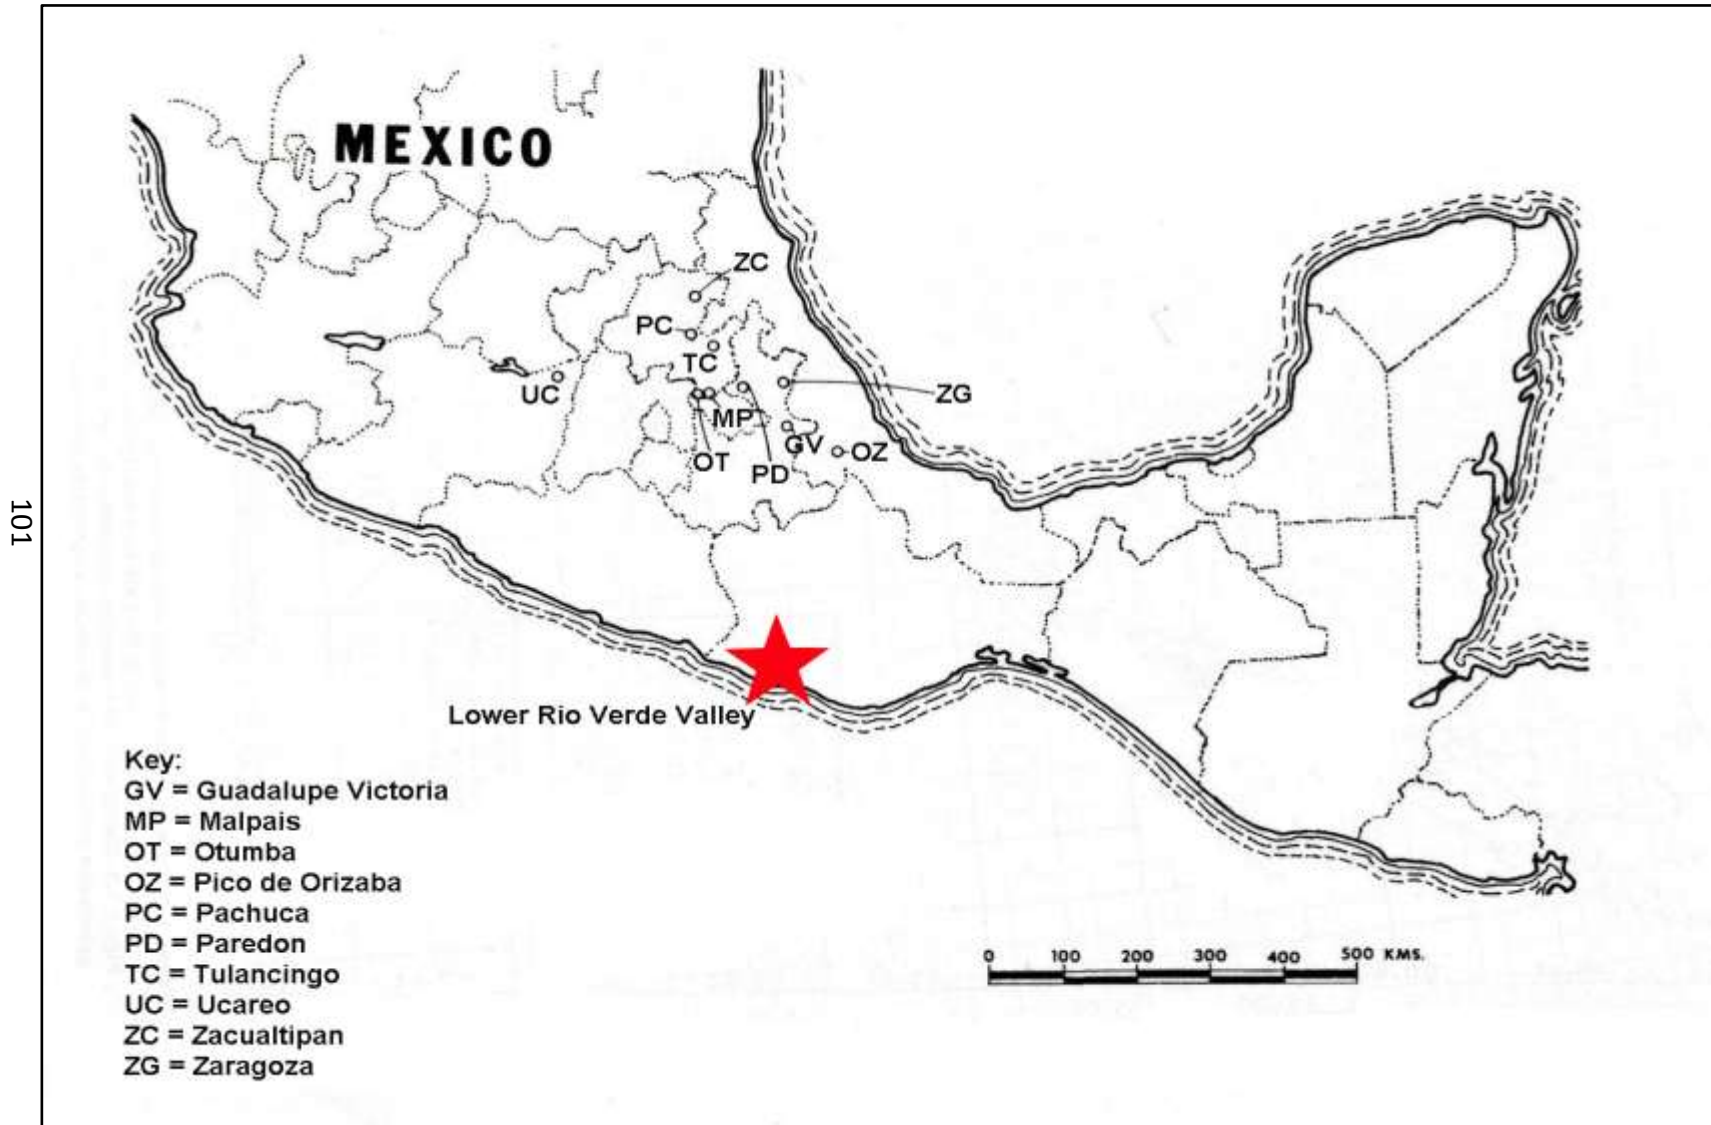 101
MEXICO
ZC
PC
TC
UC
ZG
MP
GV
OZ
OT
PD
Lower Rio Verde Valley
Key:
GV = Guadalupe Victoria
MP = Malpais
OT = Otumba
OZ = Pico de Orizaba
PC = Pachuca
PD = Paredon
TC = Tulancingo
UC = Ucareo
ZC = Zacualtipan
ZG = Zaragoza
0 100 200 300 400 500 KMS.